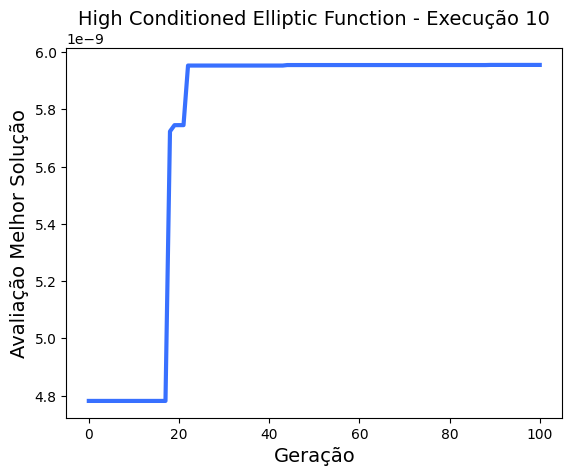 High Conditioned Elliptic Function - Execução 10
1e−9
6.0
5.8
5.6
5.4
5.2
5.0
4.8
Avaliação Melhor Solução
0 20 40 60 80 100
Geração